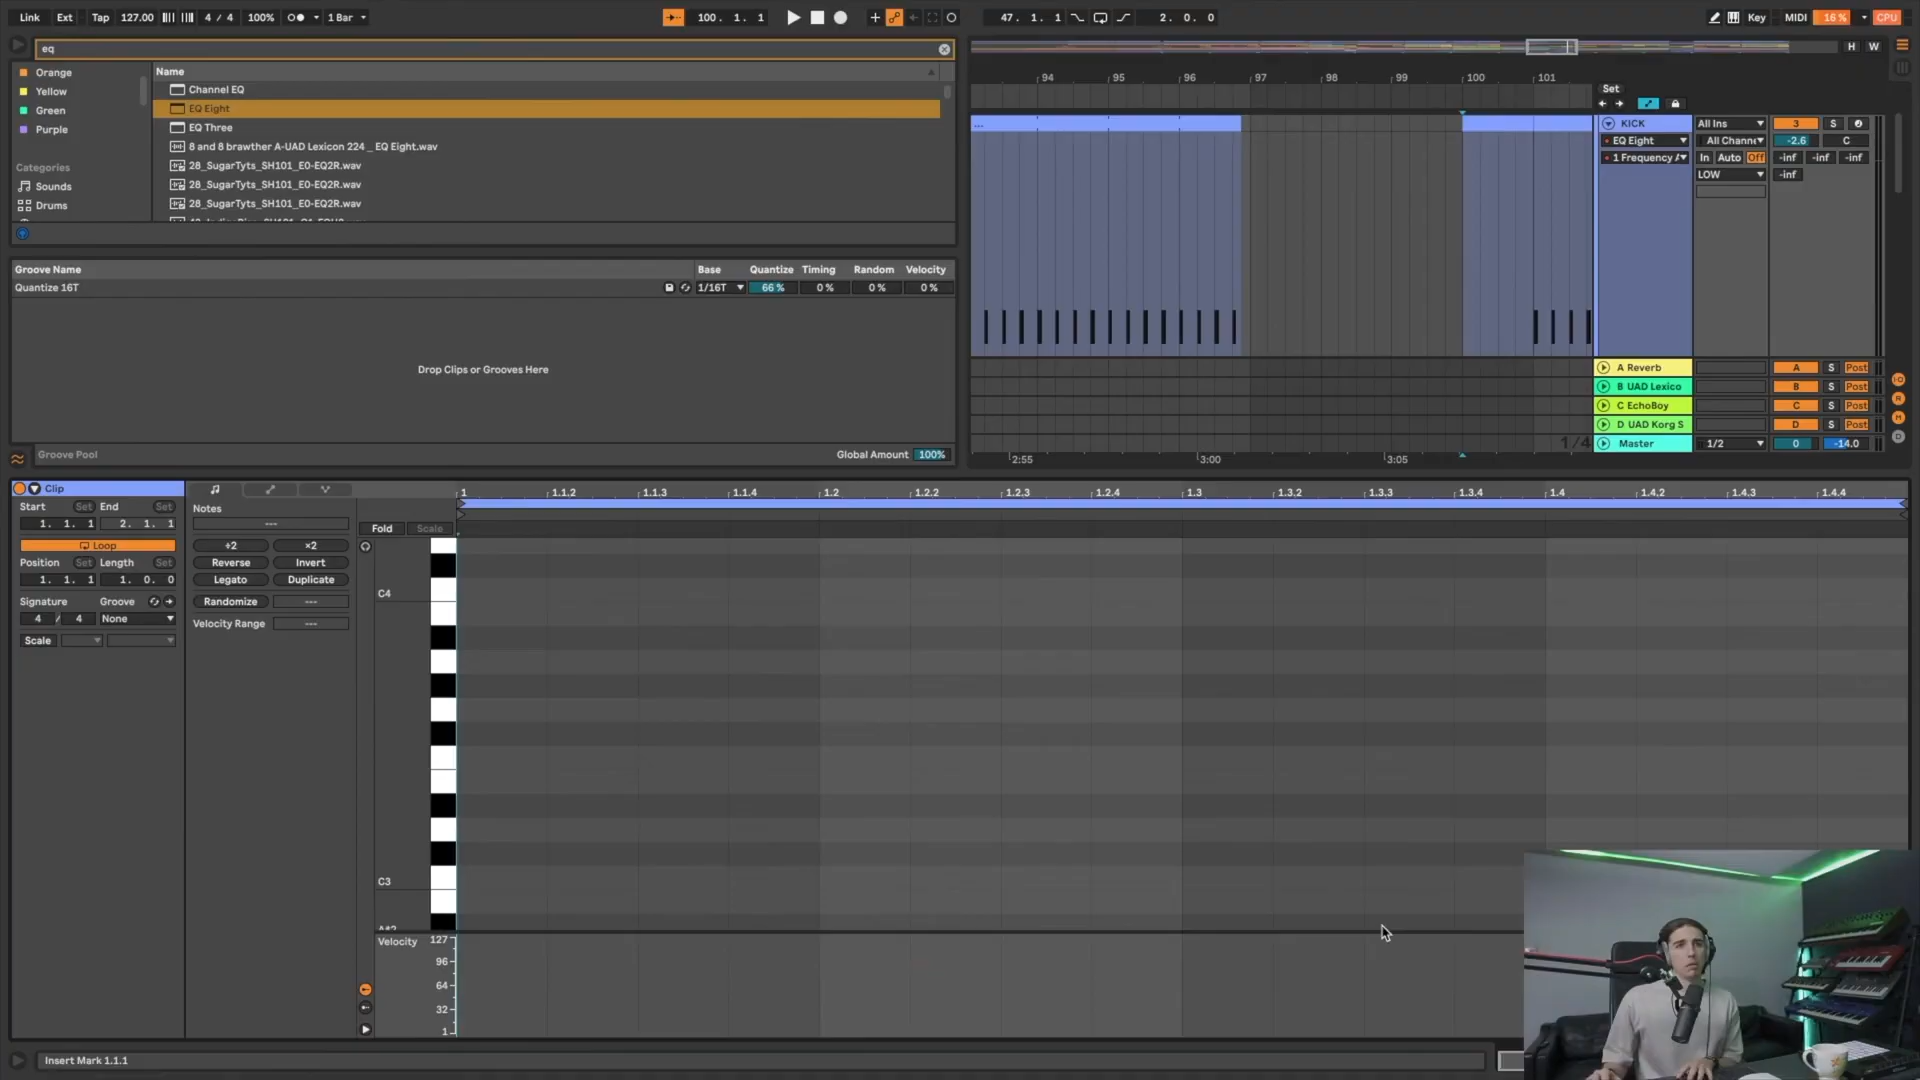 Link Ext Tap 127.00 4 / 4 100% 1 Bar 100. 1. 1 47. 1. 1 2. 0. 0 Key MIDI 16 % CPU
eq
H W
Orange
Yellow
Green
Purple
Categories
Sounds
Drums
Name
Channel EQ
EQ Eight
EQ Three
8 and 8 brawther A-UAD Lexicon 224 _ EQ Eight.wav
28_SugarTyts_SH101_E0-EQ2R.wav
28_SugarTyts_SH101_E0-EQ2R.wav
28_SugarTyts_SH101_E0-EQ2R.wav
94 95 96 97 98 99 100 101
Set
...
KICK All Ins 3 S
EQ Eight All Channe -2.6 C
1 Frequency A In Auto Off -inf -inf -inf
LOW -inf
A Reverb A S Post
B UAD Lexico B S Post
C EchoBoy C S Post
D UAD Korg S D S Post
1/4 Master 1/2 0 -14.0
2:55 3:00 3:05
Groove Name Base Quantize Timing Random Velocity
Quantize 16T 1/16T 66 % 0 % 0 % 0 %
Drop Clips or Grooves Here
Groove Pool Global Amount 100%
Clip
Start Set End Set
1. 1. 1 2. 1. 1
Loop
Position Set Length Set
1. 1. 1 1. 0. 0
Signature Groove
4 / 4 None
Scale
Notes
---
÷2 ×2
Reverse Invert
Legato Duplicate
Randomize ---
Velocity Range ---
1 1.1.2 1.1.3 1.1.4 1.2 1.2.2 1.2.3 1.2.4 1.3 1.3.2 1.3.3 1.3.4 1.4 1.4.2 1.4.3 1.4.4
Fold Scale
C4
C3
Velocity 127
96
64
32
1
Insert Mark 1.1.1